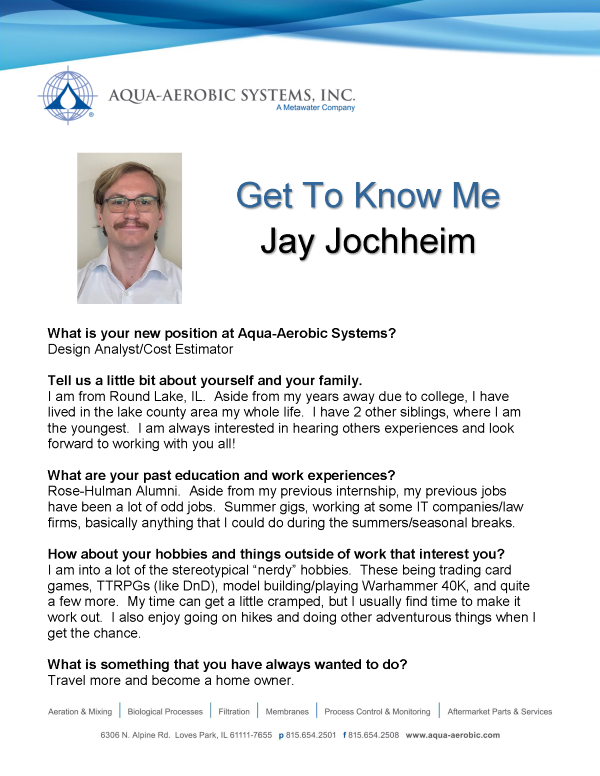 AQUA-AEROBIC SYSTEMS, INC.
A Metawater Company
®
Get To Know Me
Jay Jochheim
What is your new position at Aqua-Aerobic Systems?
Design Analyst/Cost Estimator
Tell us a little bit about yourself and your family.
I am from Round Lake, IL.  Aside from my years away due to college, I have
lived in the lake county area my whole life.  I have 2 other siblings, where I am
the youngest.  I am always interested in hearing others experiences and look
forward to working with you all!
What are your past education and work experiences?
Rose-Hulman Alumni.  Aside from my previous internship, my previous jobs
have been a lot of odd jobs.  Summer gigs, working at some IT companies/law
firms, basically anything that I could do during the summers/seasonal breaks.
How about your hobbies and things outside of work that interest you?
I am into a lot of the stereotypical “nerdy” hobbies.  These being trading card
games, TTRPGs (like DnD), model building/playing Warhammer 40K, and quite
a few more.  My time can get a little cramped, but I usually find time to make it
work out.  I also enjoy going on hikes and doing other adventurous things when I
get the chance.
What is something that you have always wanted to do?
Travel more and become a home owner.
Aeration & Mixing | Biological Processes | Filtration | Membranes | Process Control & Monitoring | Aftermarket Parts & Services
6306 N. Alpine Rd.  Loves Park, IL 61111-7655   p 815.654.2501   f 815.654.2508   www.aqua-aerobic.com